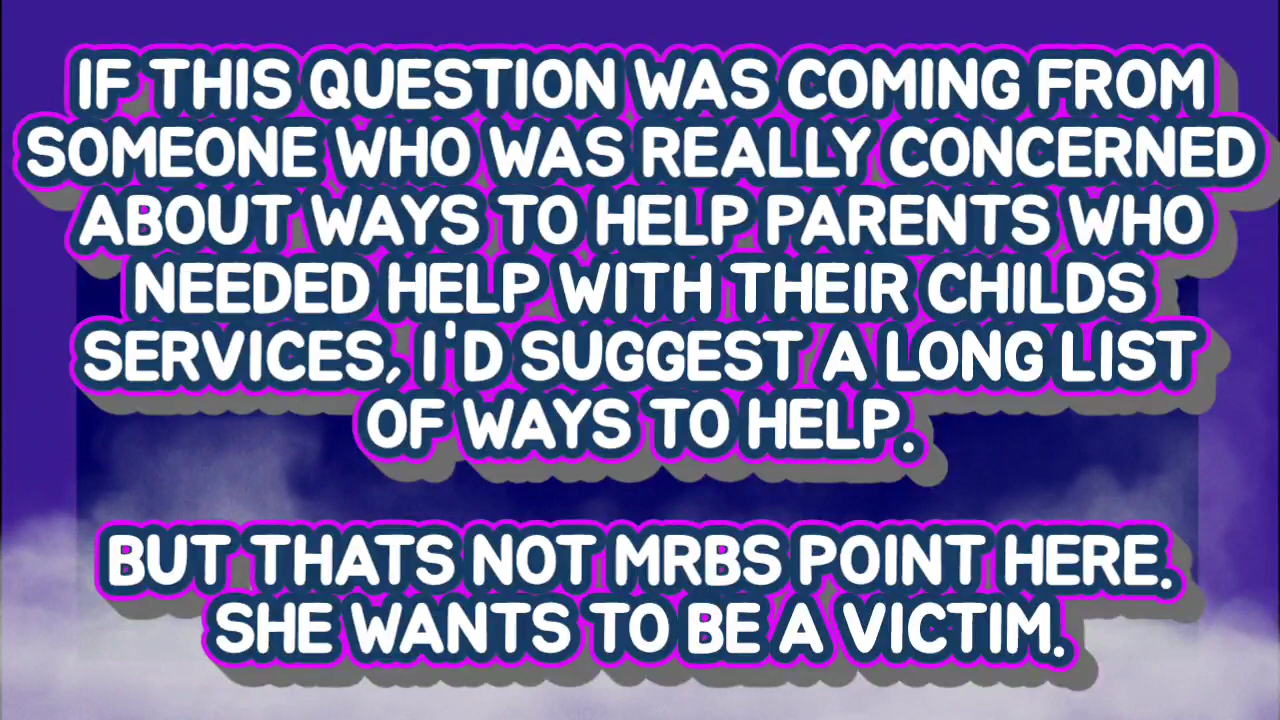 IF THIS QUESTION WAS COMING FROM
SOMEONE WHO WAS REALLY CONCERNED
ABOUT WAYS TO HELP PARENTS WHO
NEEDED HELP WITH THEIR CHILDS
SERVICES, I'D SUGGEST A LONG LIST
OF WAYS TO HELP.
BUT THATS NOT MRBS POINT HERE.
SHE WANTS TO BE A VICTIM.